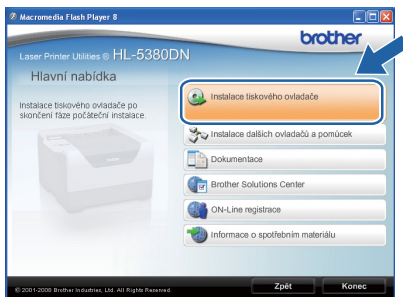 Macromedia Flash Player 8
brother
Laser Printer Utilities © HL-5380DN
Hlavní nabídka
Instalace tiskového ovladače po
skončení fáze počáteční instalace.
Instalace tiskového ovladače
Instalace dalších ovladačů a pomůcek
Dokumentace
Brother Solutions Center
ON-Line registrace
Informace o spotřebním materiálu
© 2001-2008 Brother Industries, Ltd. All Rights Reserved.
Zpět
Konec